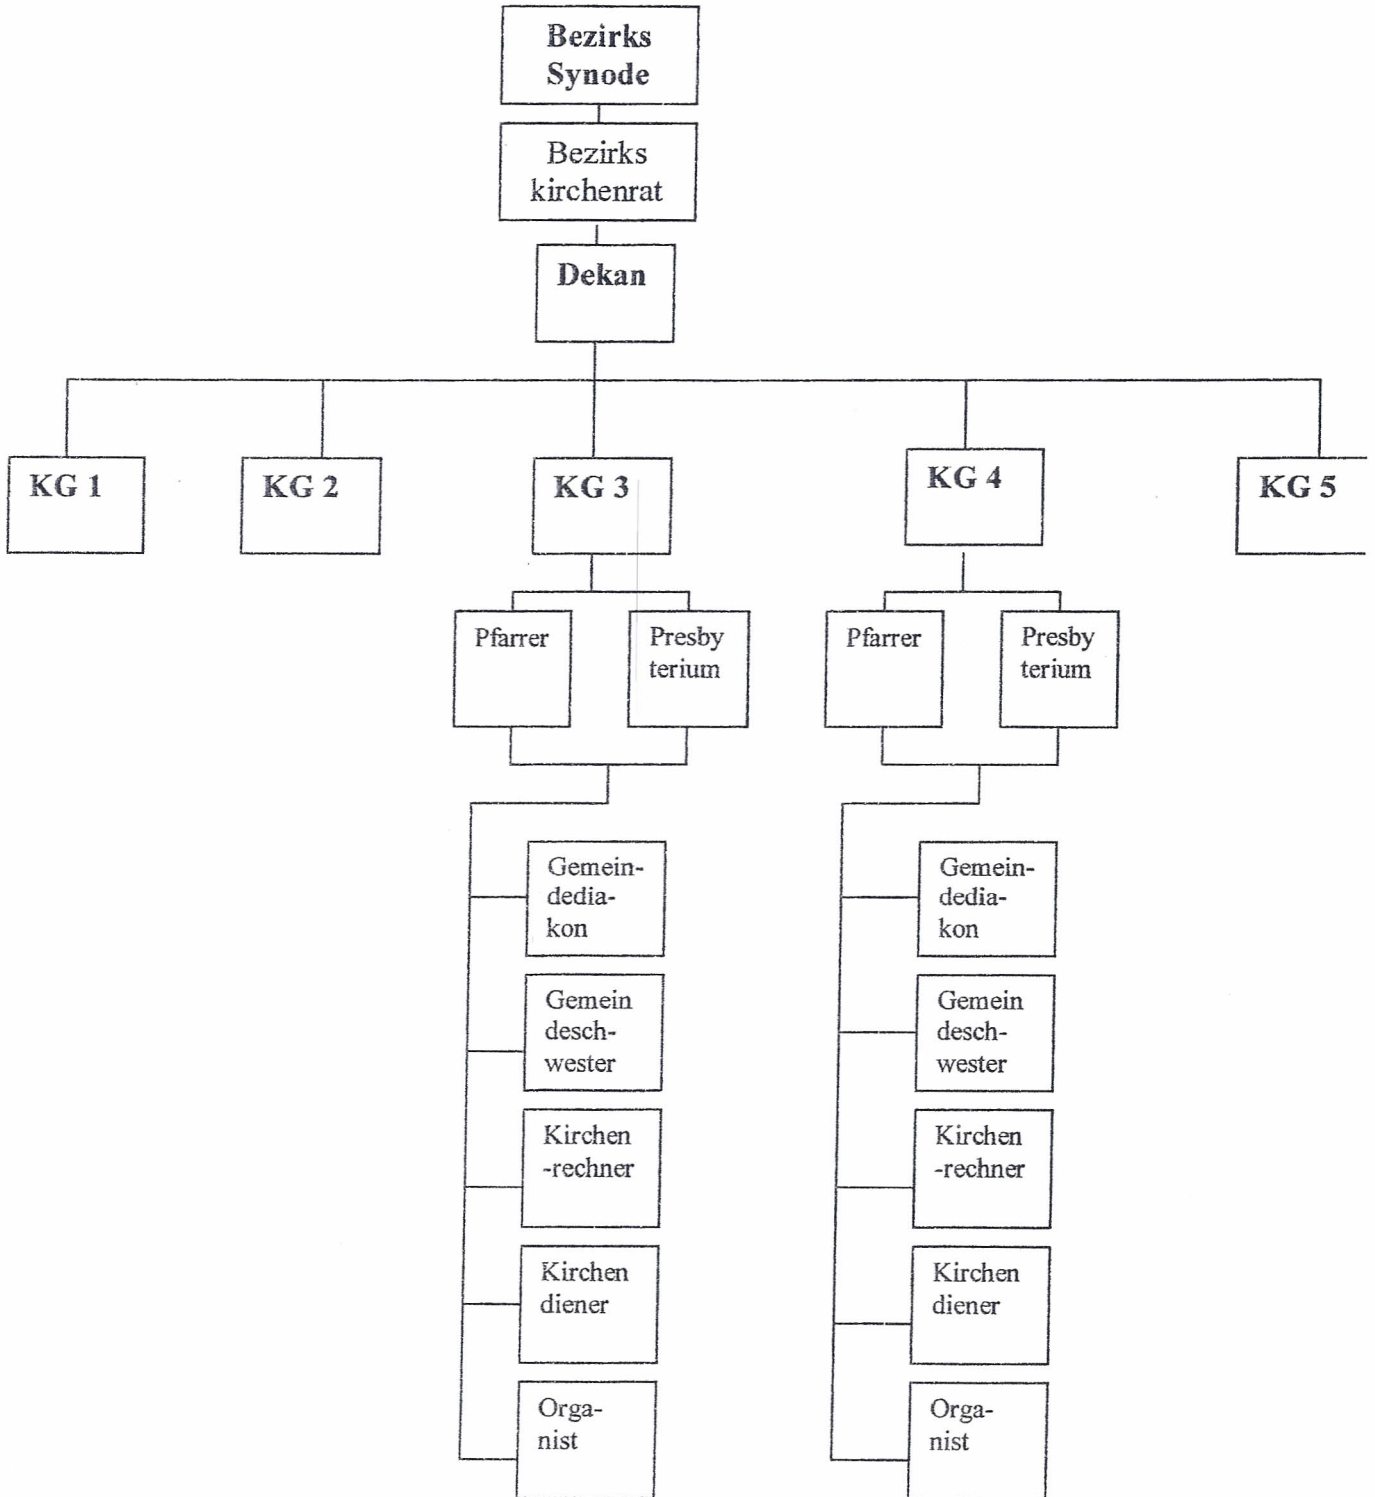 Bezirks
Synode
Bezirks
kirchenrat
Dekan
KG 1
KG 2
KG 3
KG 4
KG 5
Pfarrer
Presby
terium
Pfarrer
Presby
terium
Gemein-
dedia-
kon
Gemein
desch-
wester
Kirchen
-rechner
Kirchen
diener
Orga-
nist
Gemein-
dedia-
kon
Gemein
desch-
wester
Kirchen
-rechner
Kirchen
diener
Orga-
nist